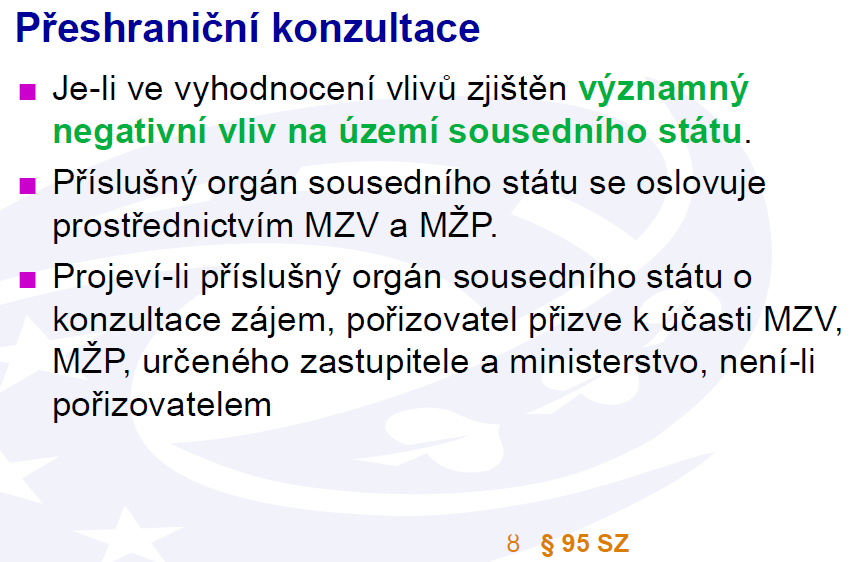 Přeshraniční konzultace
Je-li ve vyhodnocení vlivů zjištěn významný
negativní vliv na území sousedního státu.
Příslušný orgán sousedního státu se oslovuje
prostřednictvím MZV a MŽP.
Projeví-li příslušný orgán sousedního státu o
konzultace zájem, pořizovatel přizve k účasti MZV,
MŽP, určeného zastupitele a ministerstvo, není-li
pořizovatelem
8 § 95 SZ